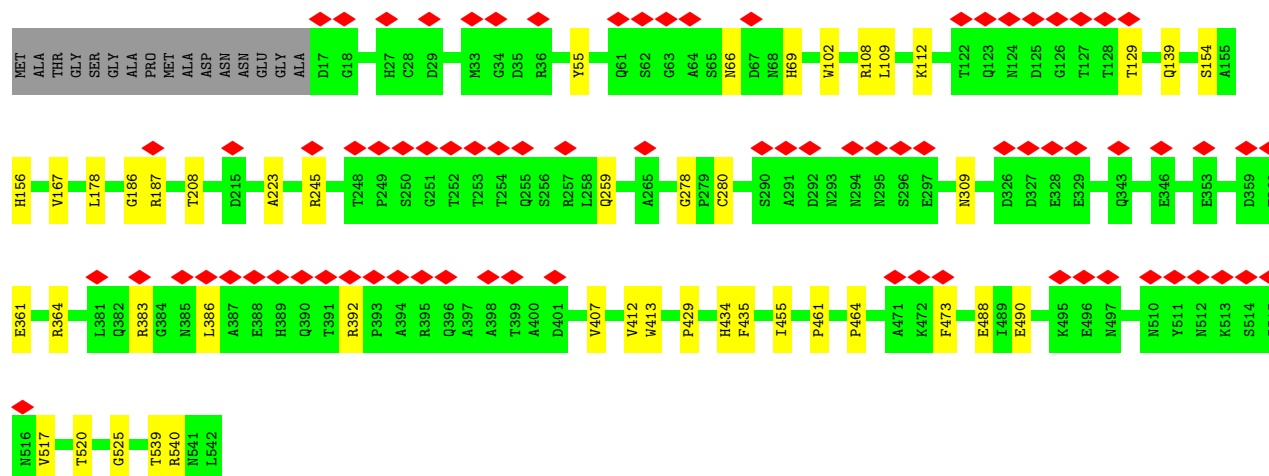 MET ALA THR GLY SER GLY ALA PRO MET ALA ASP ASN ASN GLU GLY ALA D17 G18 H27 C28 D29 M33 G34 D35 R36 Y55 Q61 S62 G63 A64 S65 N66 D67 N68 H69 W102 R108 L109 K112 T122 Q123 N124 D125 G126 T127 T128 T129 Q139 S154 A155
H156 V167 L178 G186 R187 T208 D215 A223 R245 T248 P249 S250 G251 T252 T253 T254 Q255 S256 R257 L258 Q259 A265 G278 P279 C280 S290 A291 D292 N293 N294 N295 S296 E297 N309 D326 D327 E328 E329 Q343 E346 E353 D359
E361 R364 L381 Q382 R383 G384 N385 L386 A387 E388 H389 Q390 T391 R392 P393 A394 R395 Q396 A397 A398 T399 A400 D401 V407 V412 W413 P429 H434 F435 I455 P461 P464 A471 K472 F473 E488 I489 E490 K495 E496 N497 N510 Y511 N512 K513 S514
N516 V517 T520 G525 T539 R540 N541 L542